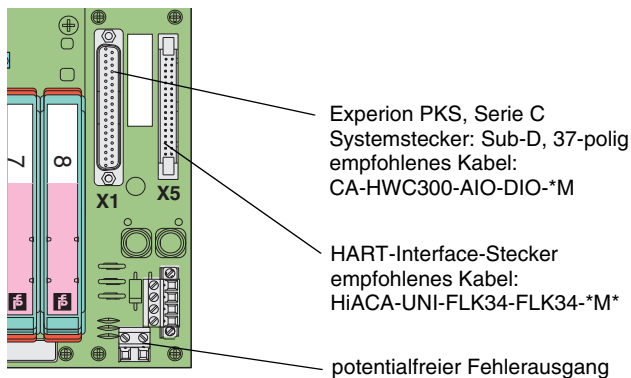 Experion PKS, Serie C
Systemstecker: Sub-D, 37-polig
empfohlenes Kabel:
CA-HWC300-AIO-DIO-*M
HART-Interface-Stecker
empfohlenes Kabel:
HiACA-UNI-FLK34-FLK34-*M*
potentialfreier Fehlerausgang
X1
X5
7
8